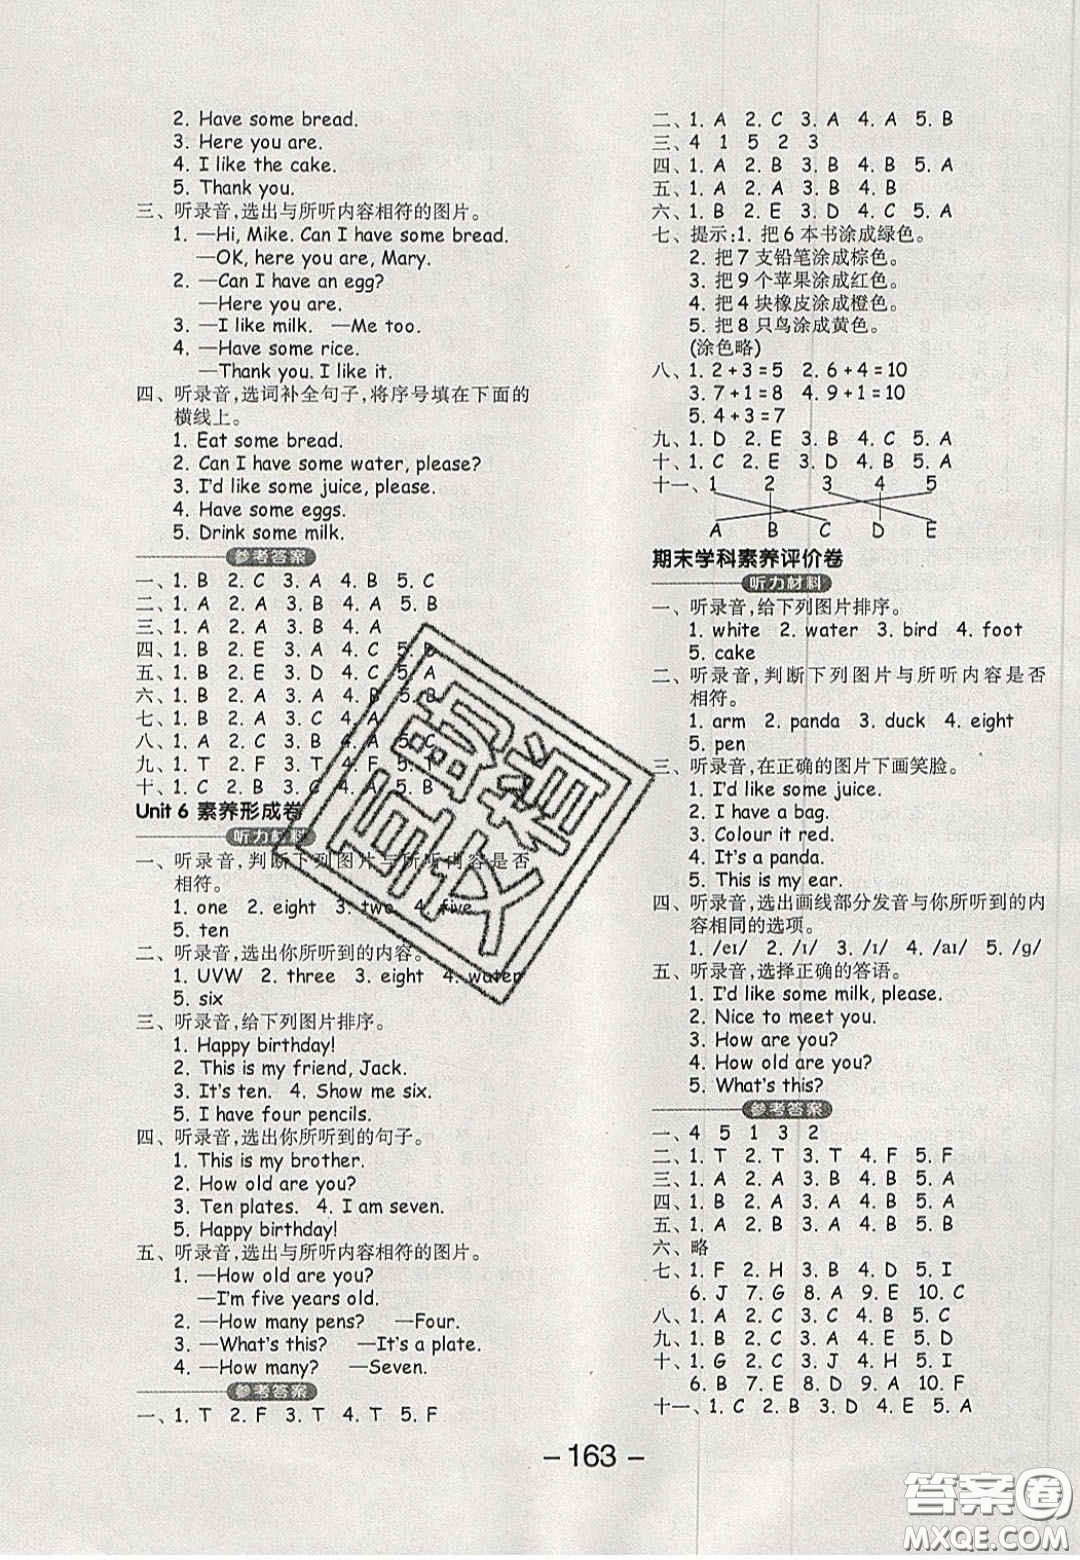 2. Have some bread.
3. Here you are.
4. I like the cake.
5. Thank you.
三、听录音,选出与所听内容相符的图片。
1. —Hi, Mike. Can I have some bread.
—OK, here you are, Mary.
2. —Can I have an egg?
—Here you are.
3. —I like milk. —Me too.
4. —Have some rice.
—Thank you. I like it.
四、听录音,选词补全句子,将序号填在下面的
横线上。
1. Eat some bread.
2. Can I have some water, please?
3. I'd like some juice, please.
4. Have some eggs.
5. Drink some milk.
参考答案
一、1. B 2. C 3. A 4. B 5. C
二、1. A 2. A 3. B 4. A 5. B
三、1. A 2. A 3. B 4. A
四、1. B 2. E 3. A 4. D 5. C
五、1. B 2. E 3. D 4. C 5. A
六、1. B 2. A 3. A 4. B 5. B
七、1. B 2. A 3. C 4. A
八、1. A 2. C 3. B 4. A 5. C
九、1. T 2. F 3. T 4. F 5. T
十、1. C 2. B 3. C 4. A 5. B
Unit 6 素养形成卷
听力材料
一、听录音,判断下列图片与所听内容是否
相符。
1. one 2. eight 3. two 4. five
5. ten
二、听录音,选出你所听到的内容。
1. UVW 2. three 3. eight 4. water
5. six
三、听录音,给下列图片排序。
1. Happy birthday!
2. This is my friend, Jack.
3. It's ten. 4. Show me six.
5. I have four pencils.
四、听录音,选出你所听到的句子。
1. This is my brother.
2. How old are you?
3. Ten plates. 4. I am seven.
5. Happy birthday!
五、听录音,选出与所听内容相符的图片。
1. —How old are you?
—I'm five years old.
2. —How many pens? —Four.
3. —What's this? —It's a plate.
4. —How many? —Seven.
参考答案
一、1. T 2. F 3. T 4. T 5. F
二、1. A 2. C 3. A 4. A 5. B
三、4 1 5 2 3
四、1. A 2. B 3. B 4. B 5. A
五、1. A 2. B 3. A 4. B
六、1. B 2. E 3. D 4. C 5. A
七、提示:1. 把 6 本书涂成绿色。
2. 把 7 支铅笔涂成棕色。
3. 把 9 个苹果涂成红色。
4. 把 4 块橡皮涂成橙色。
5. 把 8 只鸟涂成黄色。
(涂色略)
八、1. 2+3=5 2. 6+4=10
3. 7+1=8 4. 9+1=10
5. 4+3=7
九、1. D 2. E 3. B 4. C 5. A
十、1. C 2. E 3. D 4. A 5. B
十一、1 2 3 4 5
A B C D E
期末学科素养评价卷
听力材料
一、听录音,给下列图片排序。
1. white 2. water 3. bird 4. foot
5. cake
二、听录音,判断下列图片与所听内容是否
相符。
1. arm 2. panda 3. duck 4. eight
5. pen
三、听录音,在正确的图片下画笑脸。
1. I'd like some juice.
2. I have a bag.
3. Colour it red.
4. It's a panda.
5. This is my ear.
四、听录音,选出画线部分发音与你所听到的内
容相同的选项。
1. /eɪ/ 2. /ɪ/ 3. /ɪ/ 4. /aɪ/ 5. /g/
五、听录音,选择正确的答语。
1. I'd like some milk, please.
2. Nice to meet you.
3. How are you?
4. How old are you?
5. What's this?
参考答案
一、4 5 1 3 2
二、1. T 2. T 3. T 4. F 5. F
三、1. A 2. A 3. B 4. B 5. A
四、1. B 2. A 3. A 4. A 5. B
五、1. A 2. B 3. A 4. B 5. B
六、略
七、1. F 2. H 3. B 4. D 5. I
6. J 7. G 8. A 9. E 10. C
八、1. A 2. C 3. C 4. B 5. C
九、1. B 2. C 3. A 4. E 5. D
十、1. G 2. C 3. J 4. H 5. I
6. B 7. E 8. D 9. A 10. F
十一、1. C 2. B 3. D 4. E 5. A
- 163 -
答案圈
MXQE.COM